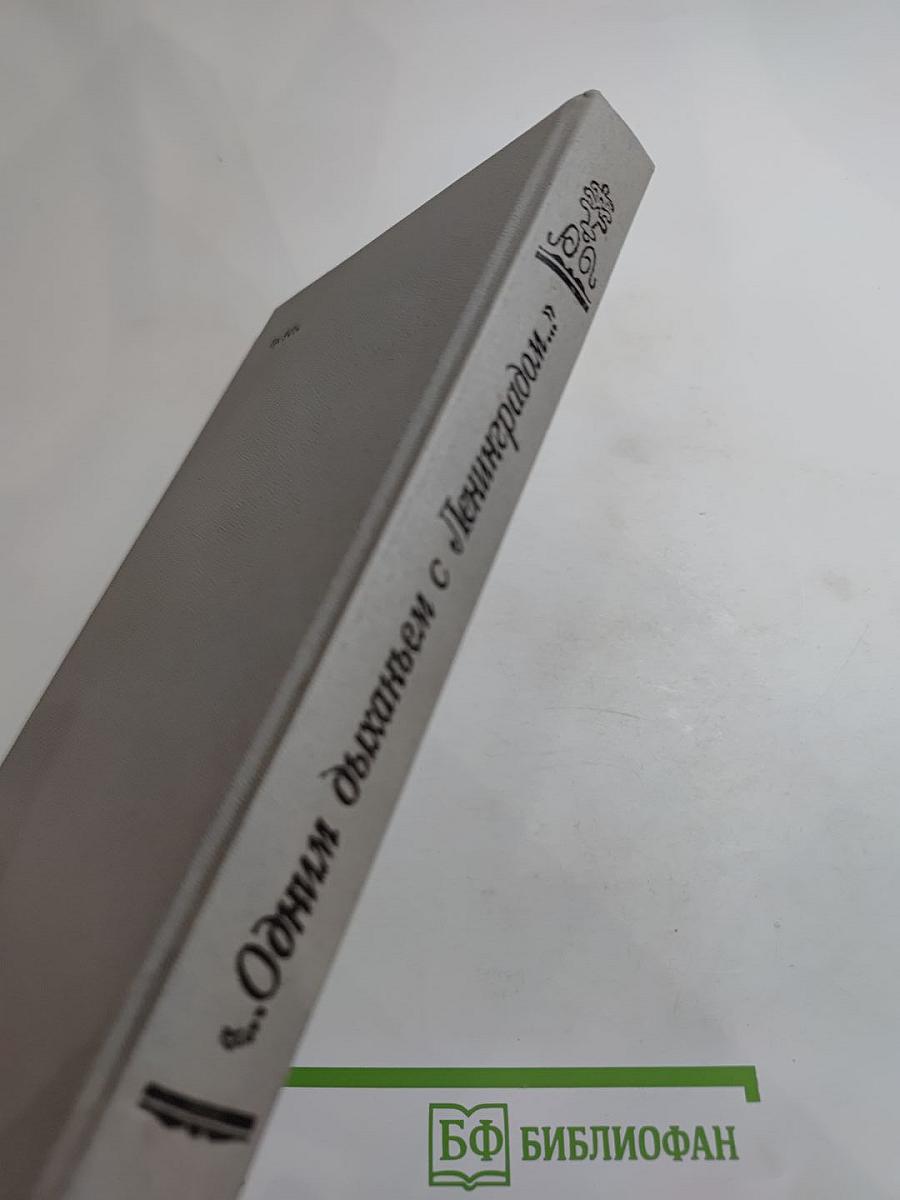 «...Одним дыханьем с Ленинградом...»
БФ БИБЛИОФАН